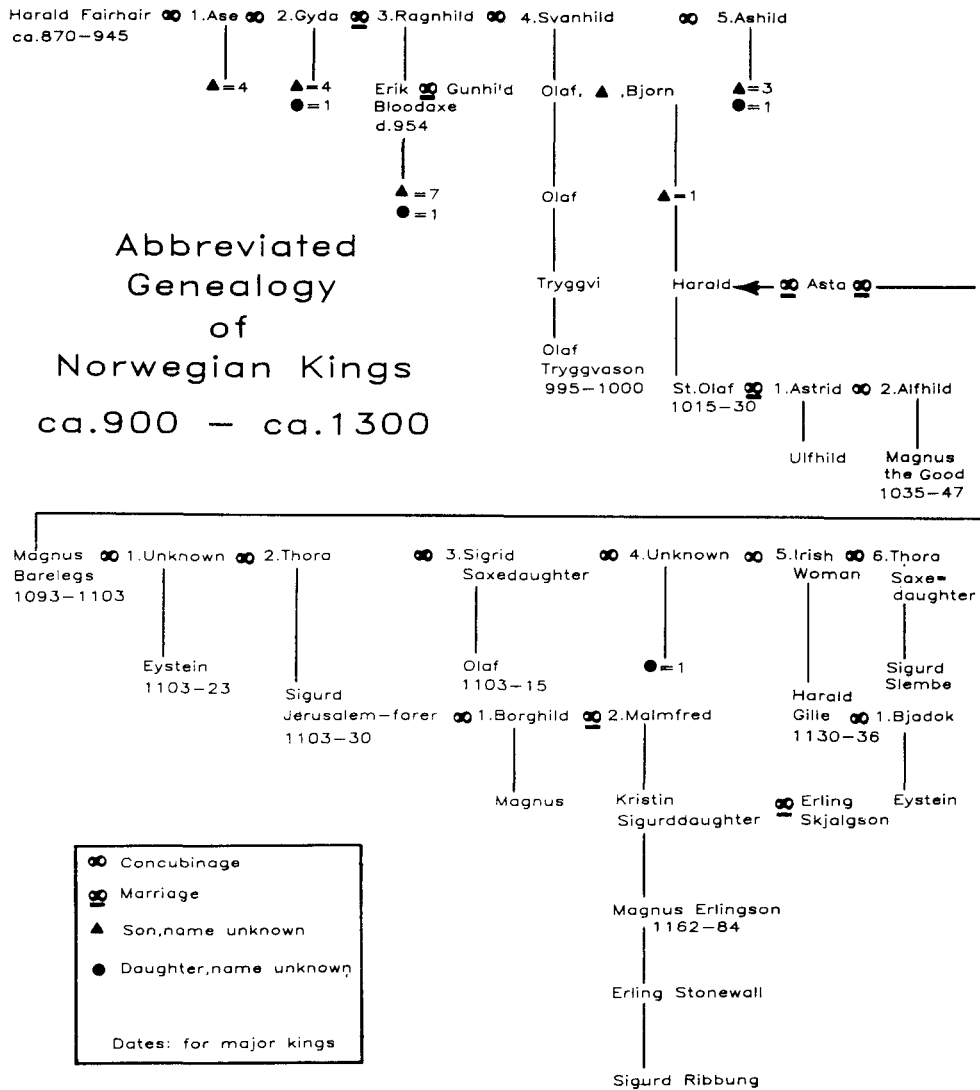 Harald Fairhair 1.Ase 2.Gyda 3.Ragnhild 4.Svanhild 5.Ashild
ca.870-945
=4 =4 Erik Gunhild Olaf, ,Bjorn =3
=1 Bloodaxe =1
d.954
=7 Olaf =1
=1
Abbreviated
Genealogy
of
Norwegian Kings
ca.900 - ca.1300
Tryggvi Harald Asta
Olaf
Tryggvason
995-1000
St.Olaf 1.Astrid 2.Alfhild
1015-30
Ulfhild Magnus
the Good
1035-47
Magnus 1.Unknown 2.Thora 3.Sigrid 4.Unknown 5.Irish 6.Thora
Barelegs Saxedaughter Woman Saxe=
1093-1103 daughter
Eystein Olaf =1 Sigurd
1103-23 1103-15 Slembe
Sigurd Harald
Jerusalem-farer 1.Borghild 2.Malmfred Gille 1.Bjadok
1103-30 1130-36
Magnus Kristin Erling Eystein
Sigurddaughter Skjalgson
Magnus Erlingson
1162-84
Erling Stonewall
Sigurd Ribbung
Concubinage
Marriage
Son,name unknown
Daughter,name unknown
Dates: for major kings